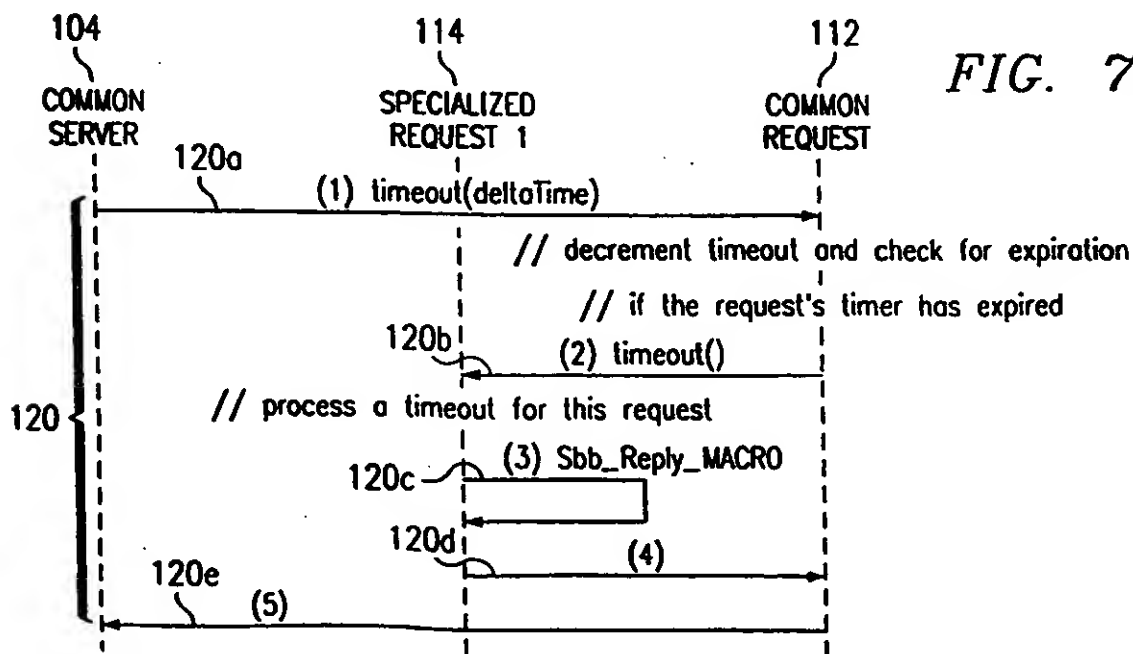 104
114
112
FIG. 7
COMMON
SERVER
SPECIALIZED
REQUEST 1
COMMON
REQUEST
120a
(1) timeout(deltaTime)
// decrement timeout and check for expiration
// if the request's timer has expired
120b
(2) timeout()
120
// process a timeout for this request
(3) Sbb_Reply_MACRO
120c
120d
(4)
120e
(5)